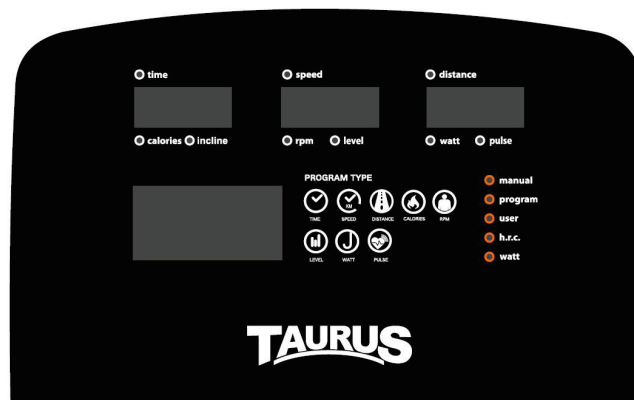 time speed distance
calories incline rpm level watt pulse
PROGRAM TYPE
manual
program
user
h.r.c.
watt
TIME SPEED DISTANCE CALORIES RPM
KM
LEVEL WATT PULSE
TAURUS